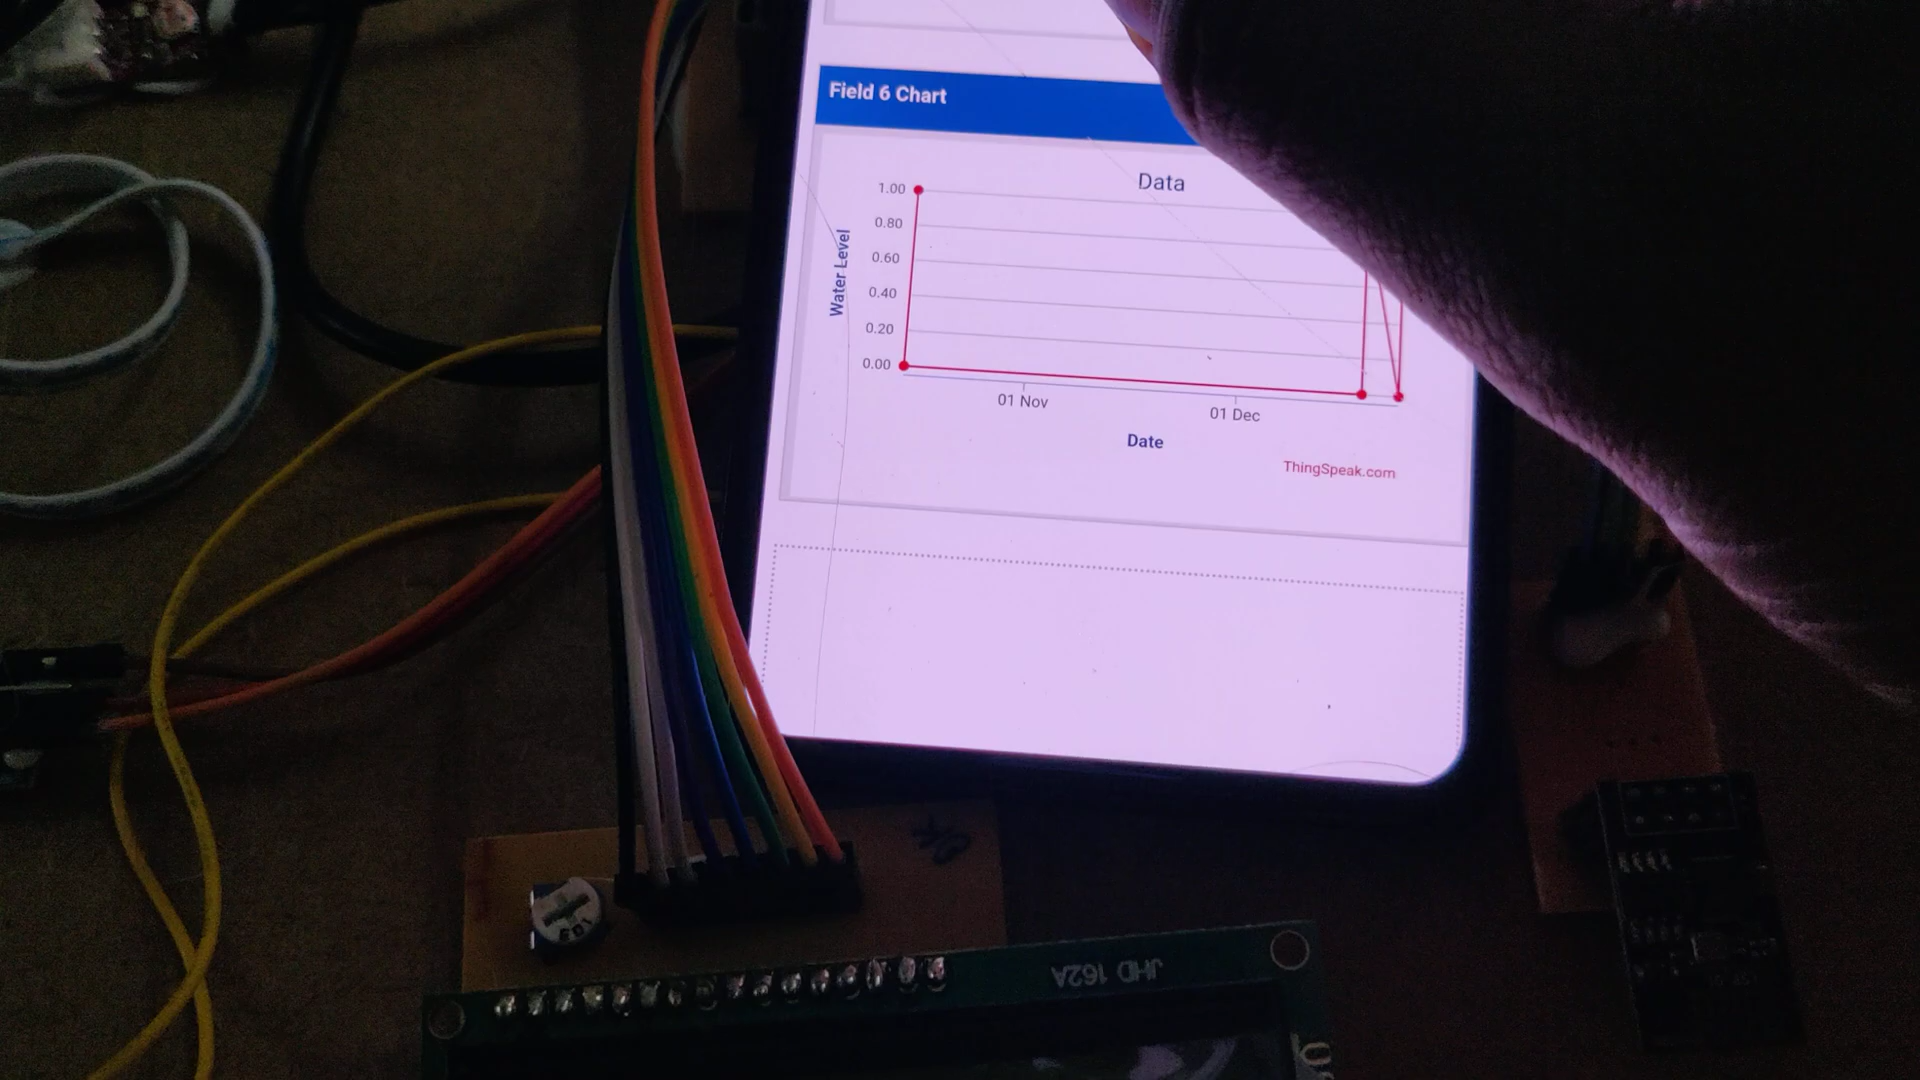 Field 6 Chart
Data
1.00
0.80
0.60
0.40
0.20
0.00
Water Level
01 Nov
01 Dec
Date
ThingSpeak.com
JHD 162A